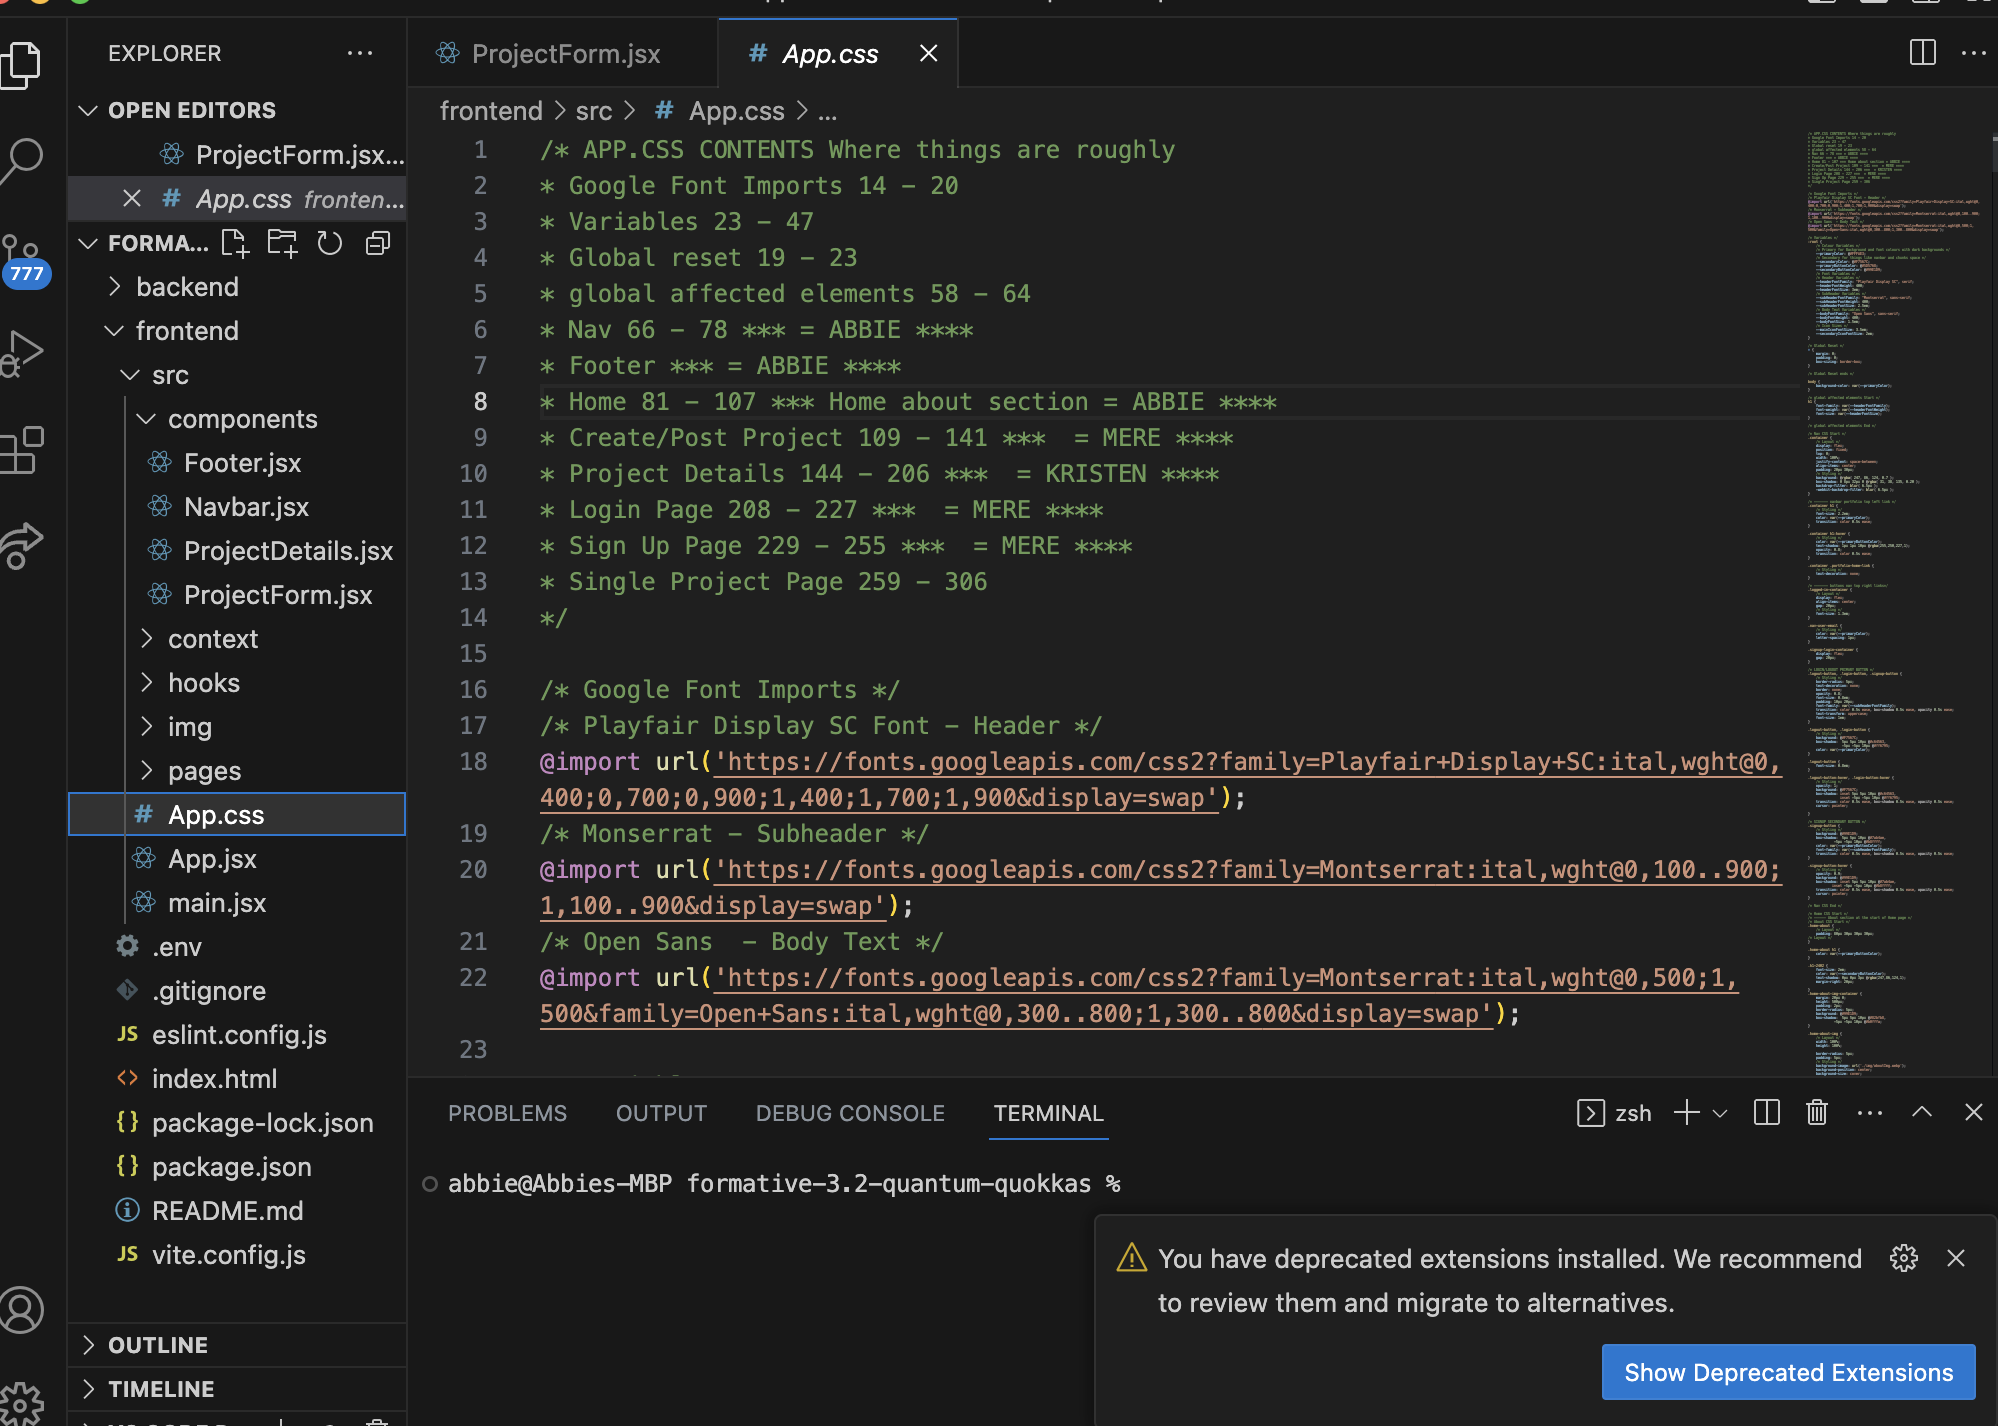 EXPLORER
OPEN EDITORS
ProjectForm.jsx...
App.css fronten...
FORMA...
777
backend
frontend
src
components
Footer.jsx
Navbar.jsx
ProjectDetails.jsx
ProjectForm.jsx
context
hooks
img
pages
# App.css
App.jsx
main.jsx
.env
.gitignore
JS eslint.config.js
<> index.html
{} package-lock.json
{} package.json
README.md
JS vite.config.js
OUTLINE
TIMELINE
ProjectForm.jsx
# App.css
frontend > src > # App.css > ...
1 /* APP.CSS CONTENTS Where things are roughly
2 * Google Font Imports 14 - 20
3 * Variables 23 - 47
4 * Global reset 19 - 23
5 * global affected elements 58 - 64
6 * Nav 66 - 78 *** = ABBIE ****
7 * Footer *** = ABBIE ****
8 * Home 81 - 107 *** Home about section = ABBIE ****
9 * Create/Post Project 109 - 141 ***  = MERE ****
10 * Project Details 144 - 206 ***  = KRISTEN ****
11 * Login Page 208 - 227 ***  = MERE ****
12 * Sign Up Page 229 - 255 ***  = MERE ****
13 * Single Project Page 259 - 306
14 */
15
16 /* Google Font Imports */
17 /* Playfair Display SC Font - Header */
18 @import url('https://fonts.googleapis.com/css2?family=Playfair+Display+SC:ital,wght@0,
400;0,700;0,900;1,400;1,700;1,900&display=swap');
19 /* Monserrat - Subheader */
20 @import url('https://fonts.googleapis.com/css2?family=Montserrat:ital,wght@0,100..900;
1,100..900&display=swap');
21 /* Open Sans  - Body Text */
22 @import url('https://fonts.googleapis.com/css2?family=Montserrat:ital,wght@0,500;1,
500&family=Open+Sans:ital,wght@0,300..800;1,300..800&display=swap');
23
PROBLEMS OUTPUT DEBUG CONSOLE TERMINAL
zsh
abbie@Abbies-MBP formative-3.2-quantum-quokkas %
You have deprecated extensions installed. We recommend
to review them and migrate to alternatives.
Show Deprecated Extensions